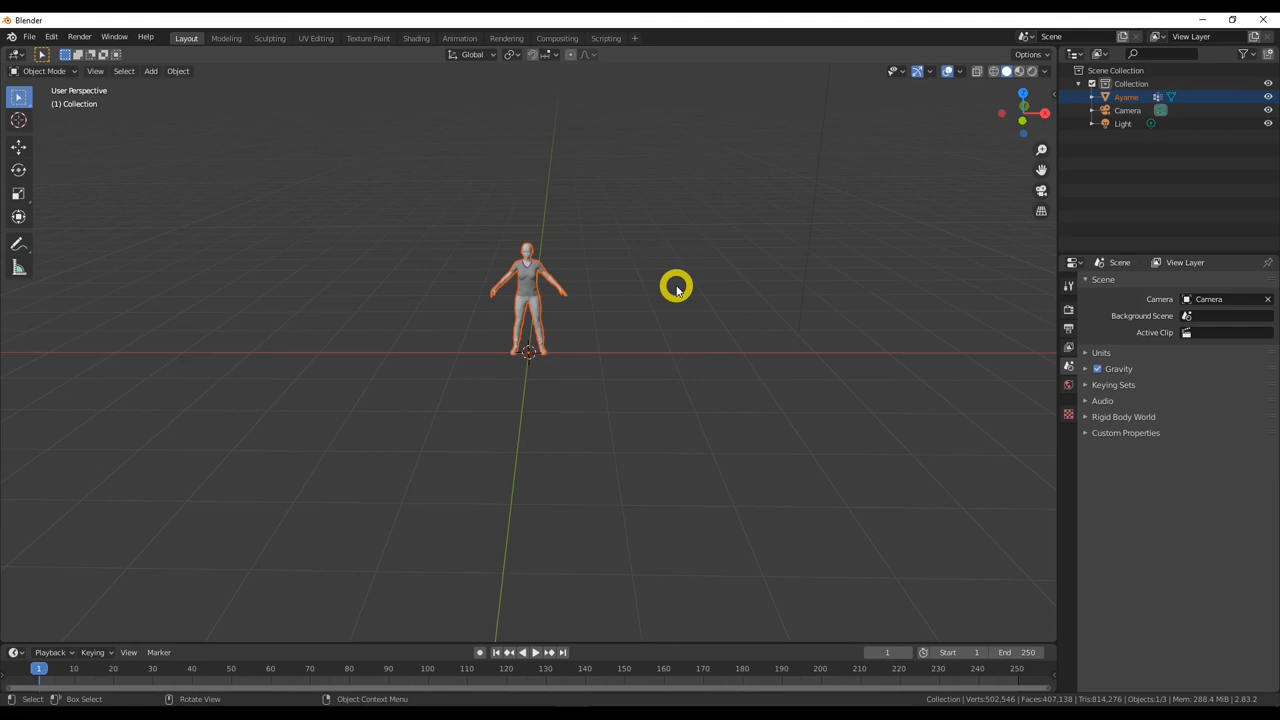 Blender
File Edit Render Window Help Layout Modeling Sculpting UV Editing Texture Paint Shading Animation Rendering Compositing Scripting + Scene View Layer
Global Options
Object Mode View Select Add Object
User Perspective
(1) Collection
Scene Collection
Collection
Ayame
Camera
Light
Z
X
Scene View Layer
Scene
Camera Camera
Background Scene
Active Clip
Units
Gravity
Keying Sets
Audio
Rigid Body World
Custom Properties
Playback Keying View Marker 1 Start 1 End 250
1 10 20 30 40 50 60 70 80 90 100 110 120 130 140 150 160 170 180 190 200 210 220 230 240 250
Select Box Select Rotate View Object Context Menu Collection | Verts:502,546 | Faces:407,138 | Tris:814,276 | Objects:1/3 | Mem: 288.4 MiB | 2.83.2